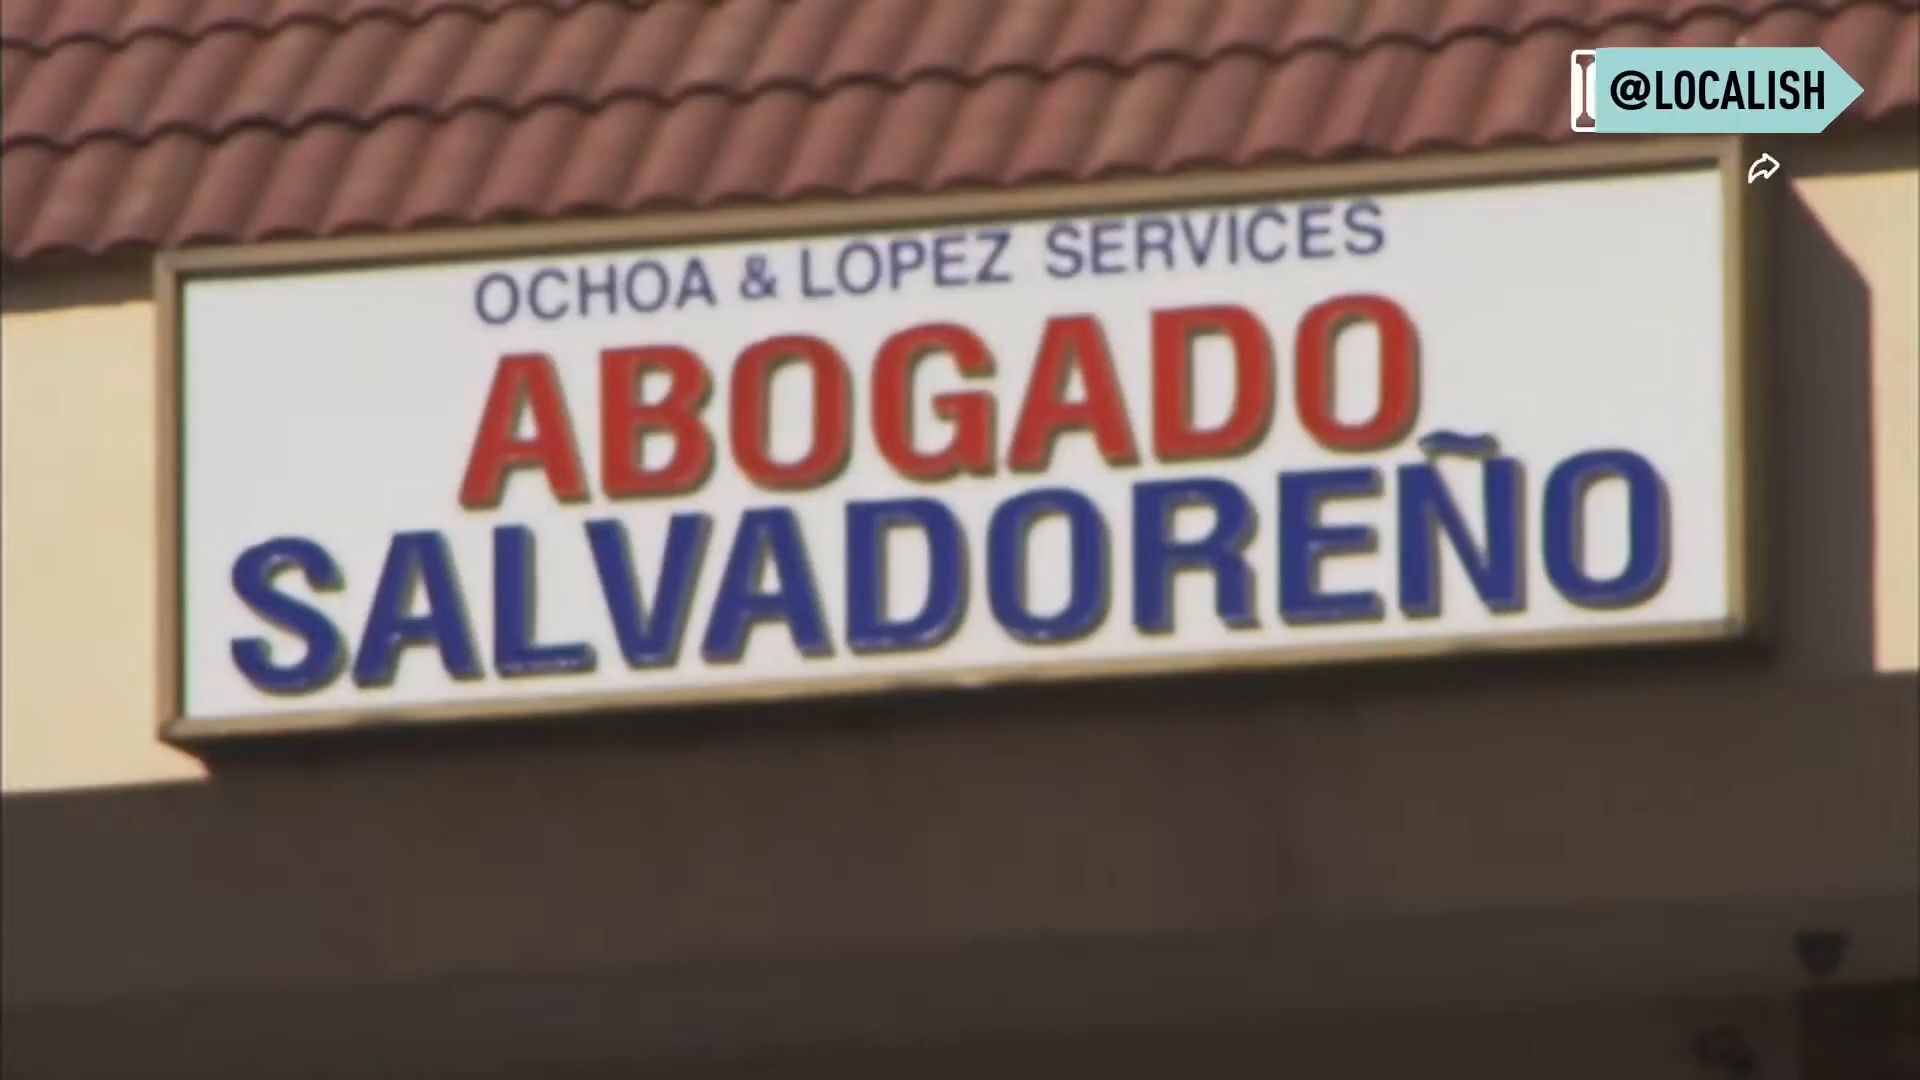 @LOCALISH
OCHOA & LOPEZ SERVICES
ABOGADO
SALVADOREÑO